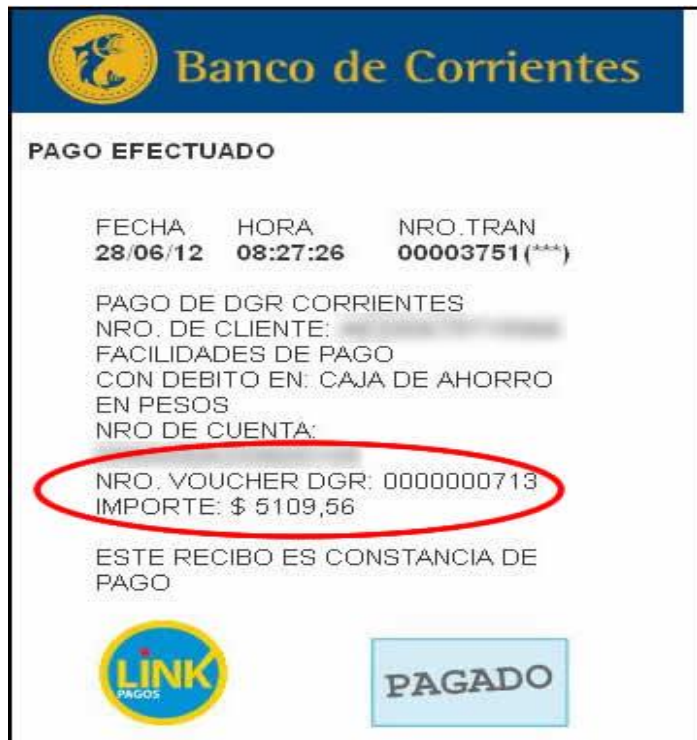 Banco de Corrientes
PAGO EFECTUADO
FECHA HORA NRO.TRAN
28/06/12 08:27:26 00003751(***)
PAGO DE DGR CORRIENTES
NRO. DE CLIENTE:
FACILIDADES DE PAGO
CON DEBITO EN: CAJA DE AHORRO
EN PESOS
NRO DE CUENTA:
NRO. VOUCHER DGR: 0000000713
IMPORTE: $ 5109,56
ESTE RECIBO ES CONSTANCIA DE
PAGO
LINK
PAGOS
PAGADO